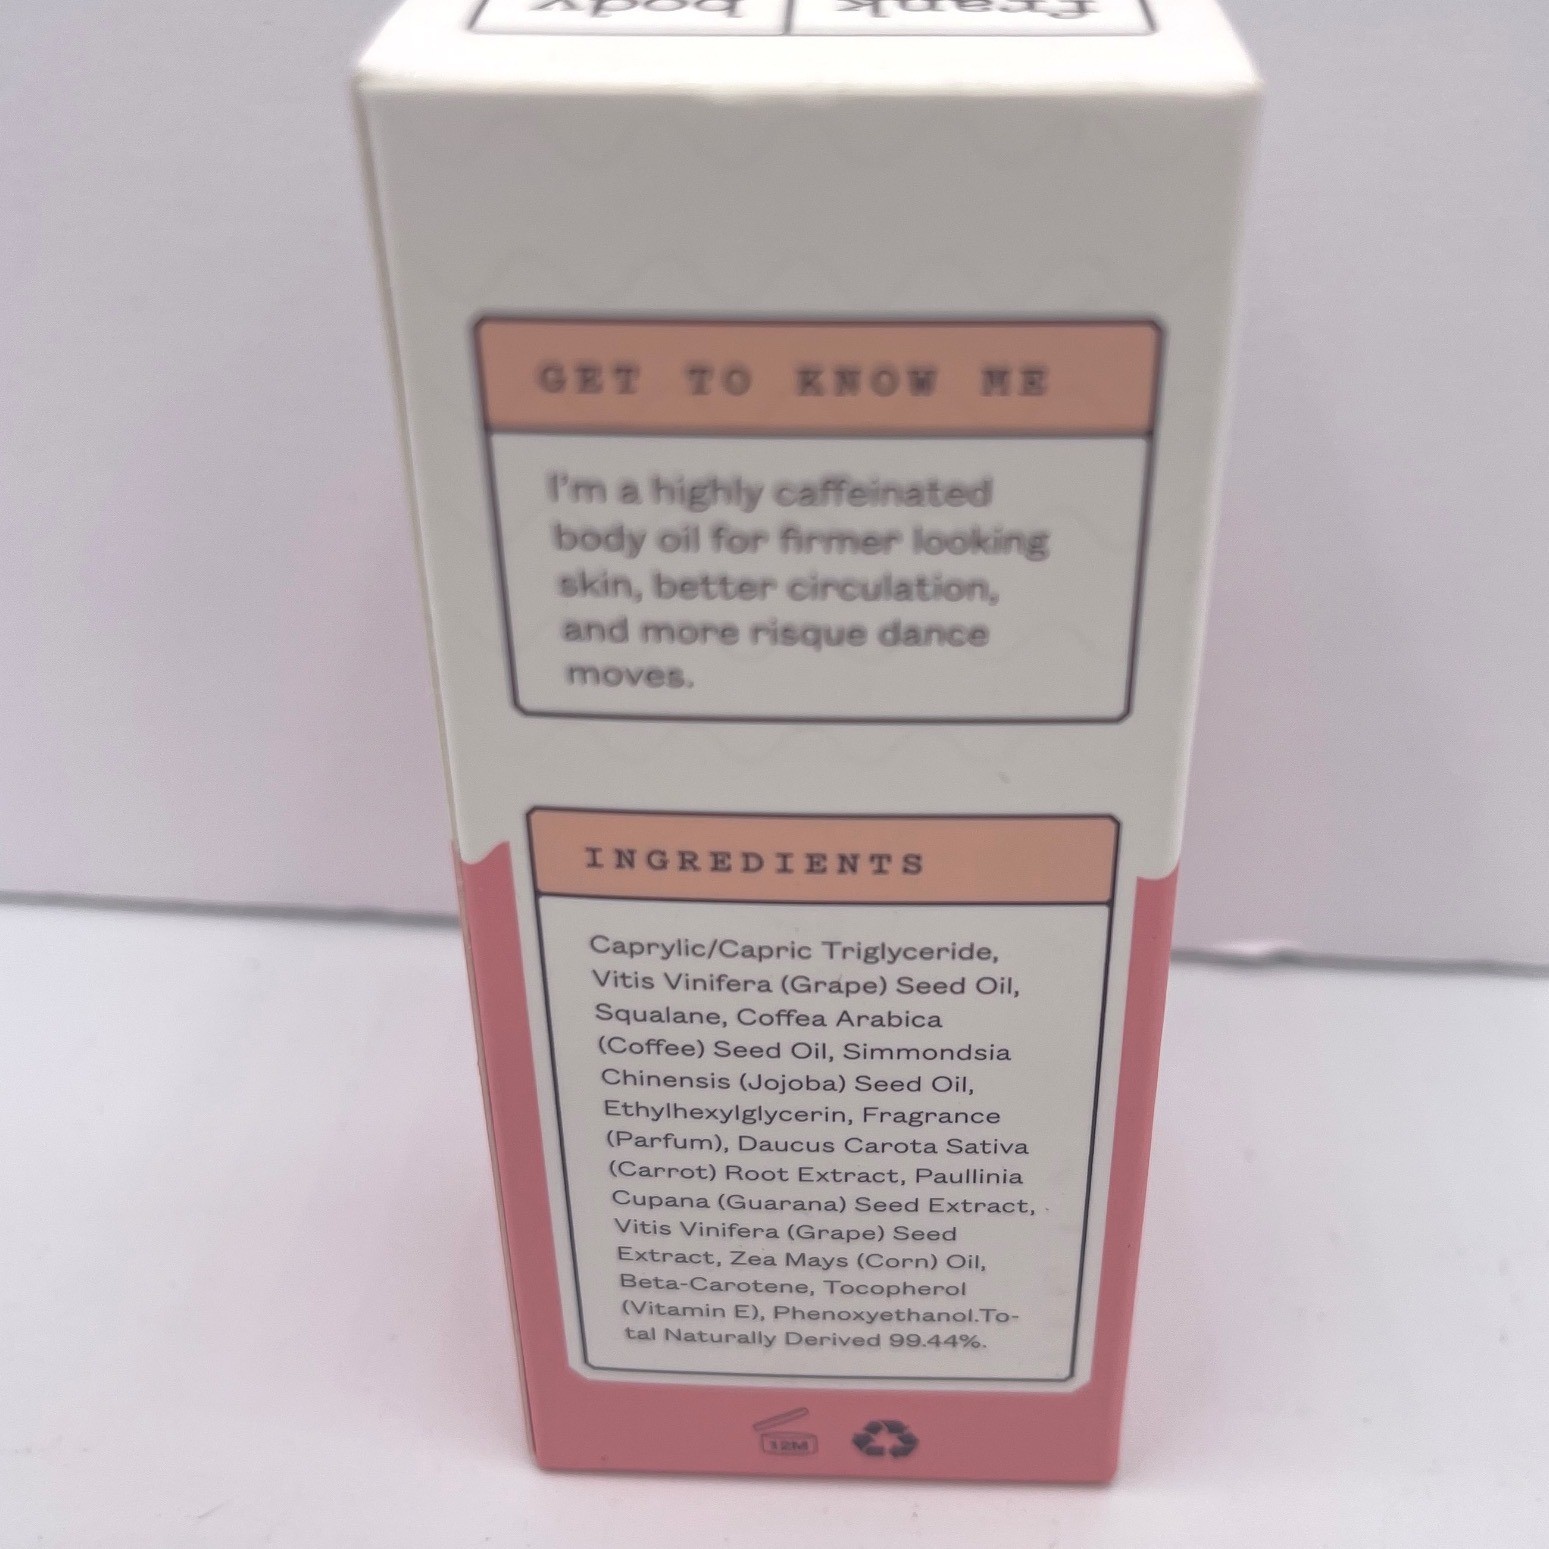 frank body
GET TO KNOW ME
I'm a highly caffeinated
body oil for firmer looking
skin, better circulation,
and more risque dance
moves.
INGREDIENTS
Caprylic/Capric Triglyceride,
Vitis Vinifera (Grape) Seed Oil,
Squalane, Coffea Arabica
(Coffee) Seed Oil, Simmondsia
Chinensis (Jojoba) Seed Oil,
Ethylhexylglycerin, Fragrance
(Parfum), Daucus Carota Sativa
(Carrot) Root Extract, Paullinia
Cupana (Guarana) Seed Extract,
Vitis Vinifera (Grape) Seed
Extract, Zea Mays (Corn) Oil,
Beta-Carotene, Tocopherol
(Vitamin E), Phenoxyethanol.To-
tal Naturally Derived 99.44%.
12M